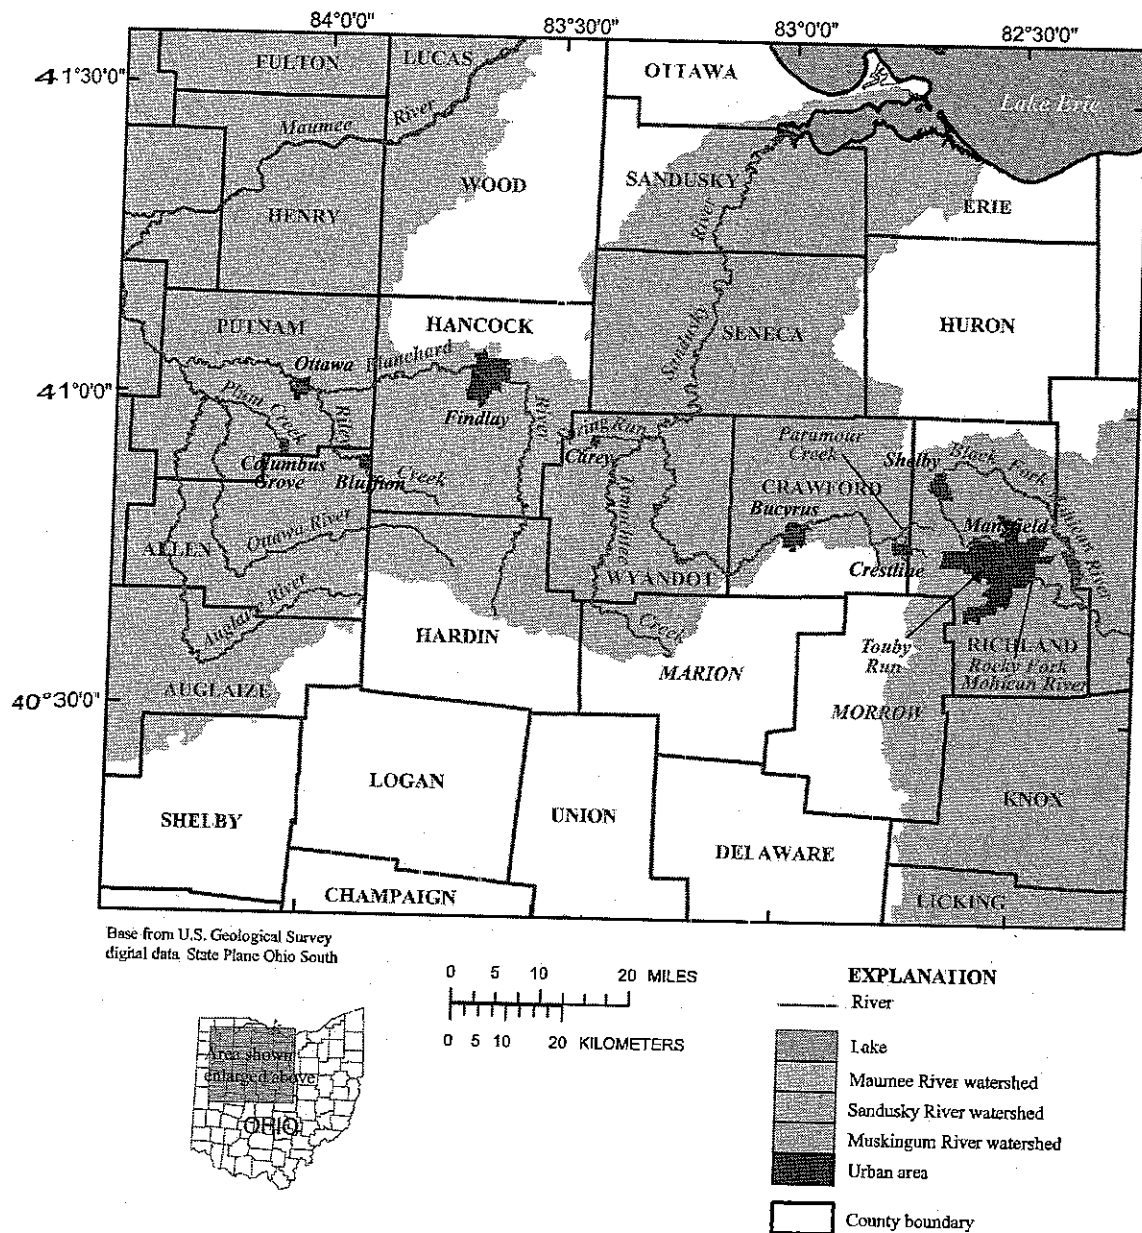 84°0'0"
83°30'0"
83°0'0"
82°30'0"
41°30'0"
41°0'0"
40°30'0"
FULTON
LUCAS
OTTAWA
Lake Erie
Maumee
River
WOOD
SANDUSKY
HENRY
ERIE
River
PUTNAM
HANCOCK
Sandusky
SENECA
HURON
Ottawa
Blanchard
Plum Creek
Riley
Findlay
River
Spring Run
Carey
Paramour
Creek
Shelby
Black Fork Mohican River
Columbus
Grove
Bluffton
Creek
CRAWFORD
Bucyrus
Mansfield
Tymochtee
ALLEN
Ottawa River
WYANDOT
Crestline
Auglaize River
HARDIN
Creek
MARION
Touby
Run
RICHLAND
Rocky Fork
Mohican River
AUGLAIZE
MORROW
LOGAN
SHELBY
UNION
KNOX
DELAWARE
CHAMPAIGN
LICKING
Base from U.S. Geological Survey
digital data State Plane Ohio South
0 5 10 20 MILES
0 5 10 20 KILOMETERS
Area shown
enlarged above
OHIO
EXPLANATION
River
Lake
Maumee River watershed
Sandusky River watershed
Muskingum River watershed
Urban area
County boundary